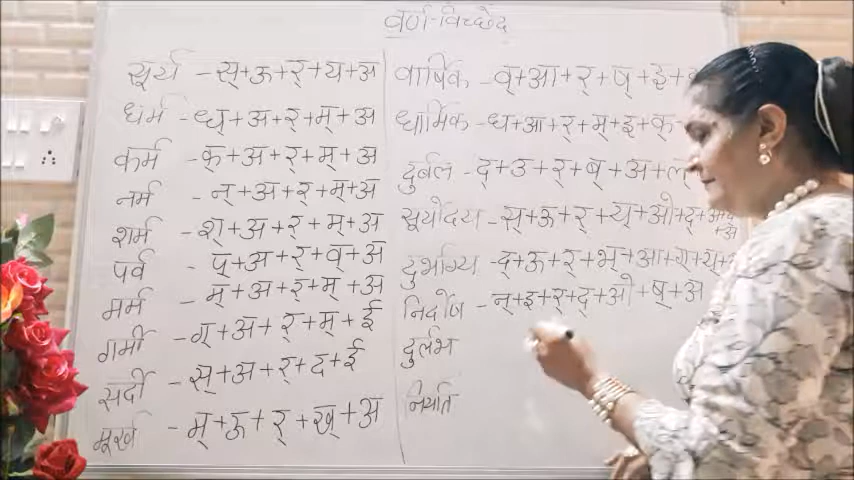 वर्ण-विच्छेद
सूर्य - स्+ऊ+र्+य+अ
धर्म - ध्+अ+र्+म्+अ
कर्म - क्+अ+र्+म्+अ
नर्म - न्+अ+र्+म्+अ
शर्म - श्+अ+र्+म्+अ
पर्व - प्+अ+र्+व्+अ
मर्म - म्+अ+र्+म्+अ
गर्मी - ग्+अ+र्+म्+ई
सर्दी - स्+अ+र्+द+ई
मूर्ख - म्+ऊ+र्+ख्+अ
वार्षिक - व्+आ+र्+ष्+इ+
धार्मिक - ध+आ+र्+म्+इ+क्
दुर्बल - द्+उ+र्+ब्+अ+ल
सूर्योदय - स्+ऊ+र्+य्+ओ+द्+अ+
+अ
दुर्भाग्य - द्+ऊ+र्+भ्+आ+ग्+य्+
निर्दोष - न्+इ+र्+द्+ओ+ष्+अ
दुर्लभ
निर्यात